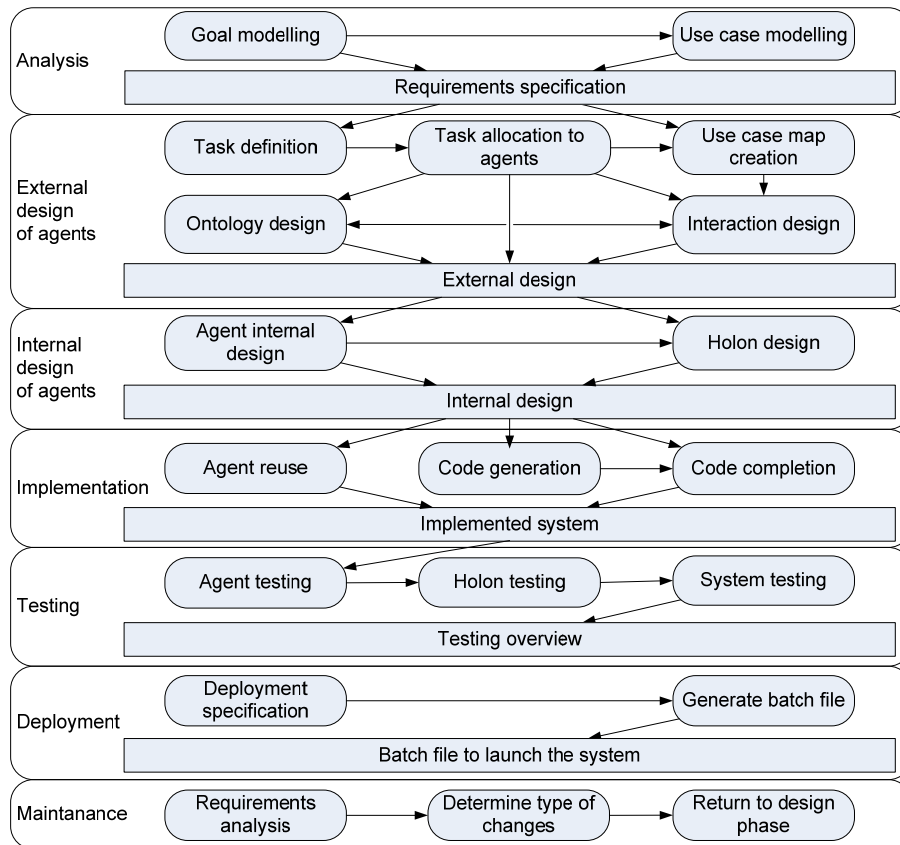 Goal modelling
Use case modelling
Analysis
Requirements specification
Task definition
Task allocation to
agents
Use case map
creation
External
design
of agents
Ontology design
Interaction design
External design
Agent internal
design
Holon design
Internal
design
of agents
Internal design
Agent reuse
Code generation
Code completion
Implementation
Implemented system
Agent testing
Holon testing
System testing
Testing
Testing overview
Deployment
specification
Generate batch file
Deployment
Batch file to launch the system
Maintanance
Requirements
analysis
Determine type of
changes
Return to design
phase